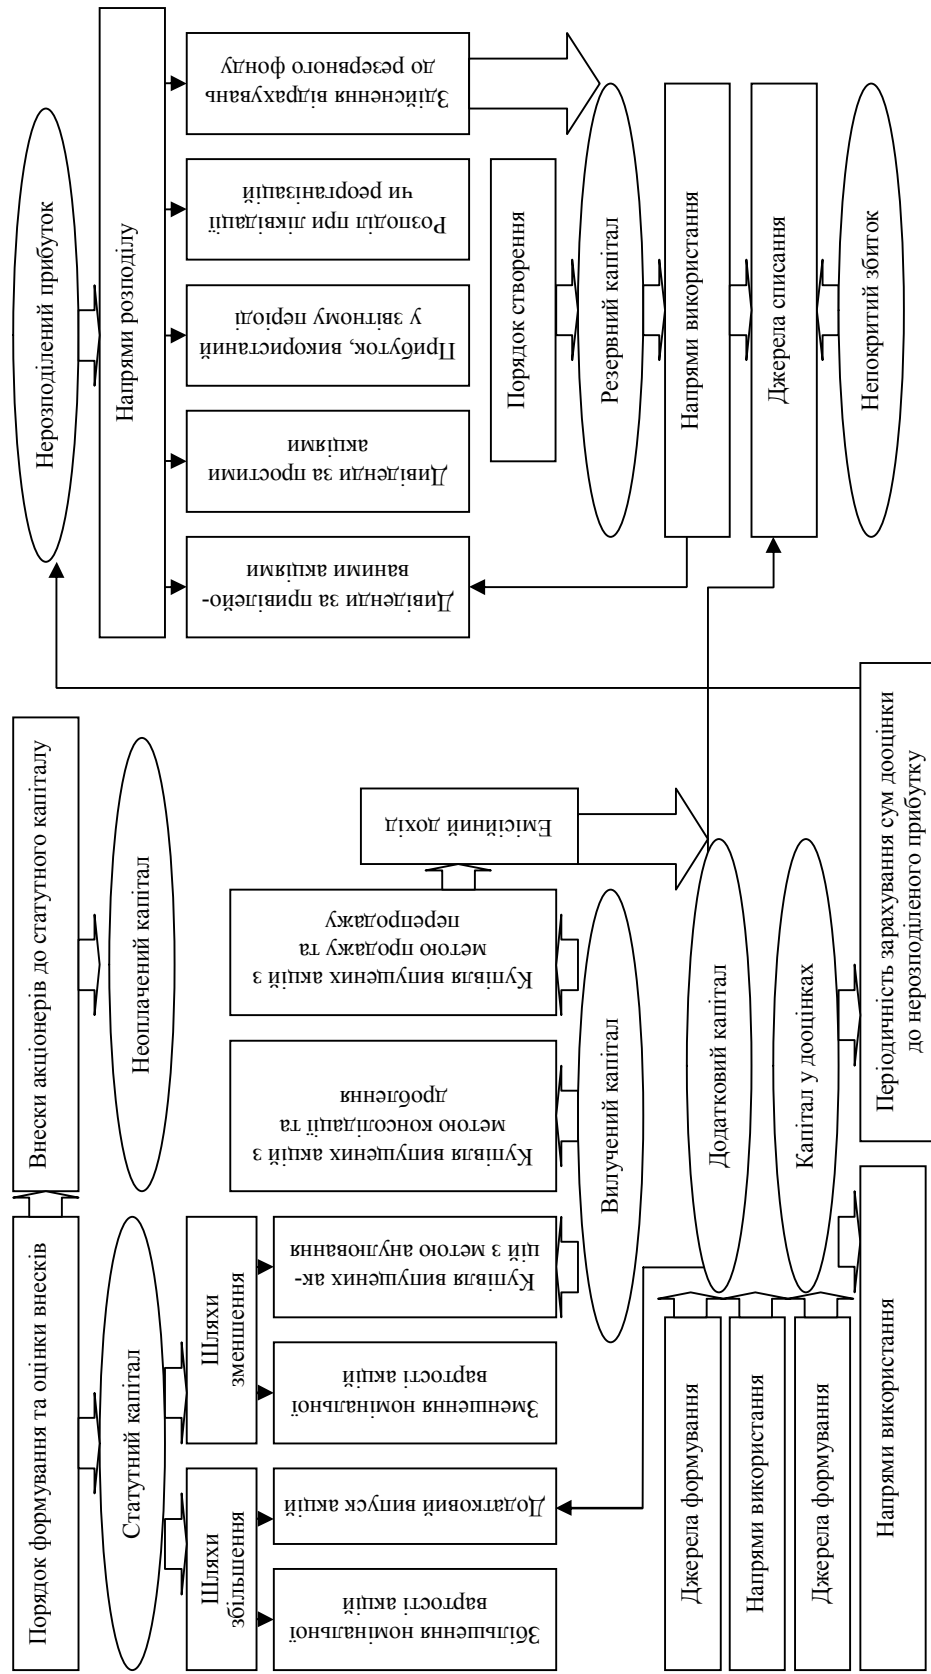 Порядок формування та оцінки внесків
Внески акціонерів до статутного капіталу
Нерозподілений прибуток
Статутний капітал
Неоплачений капітал
Напрями розподілу
Шляхи
збільшення
Шляхи
зменшення
Збільшення номінальної
вартості акцій
Додатковий випуск акцій
Зменшення номінальної
вартості акцій
Купівля випущених ак-
цій з метою анулювання
Купівля випущених акцій з
метою консолідації та
дроблення
Купівля випущених акцій з
метою продажу та
перепродажу
Емісійний дохід
Дивіденди за привілейо-
ваними акціями
Дивіденди за простими
акціями
Прибуток, використаний
у звітному періоді
Розподіл при ліквідації
чи реорганізацій
Здійснення відрахувань
до резервного фонду
Вилучений капітал
Порядок створення
Резервний капітал
Джерела формування
Додатковий капітал
Напрями використання
Напрями використання
Джерела формування
Капітал у дооцінках
Джерела списання
Напрями використання
Періодичність зарахування сум дооцінки
до нерозподіленого прибутку
Непокритий збиток